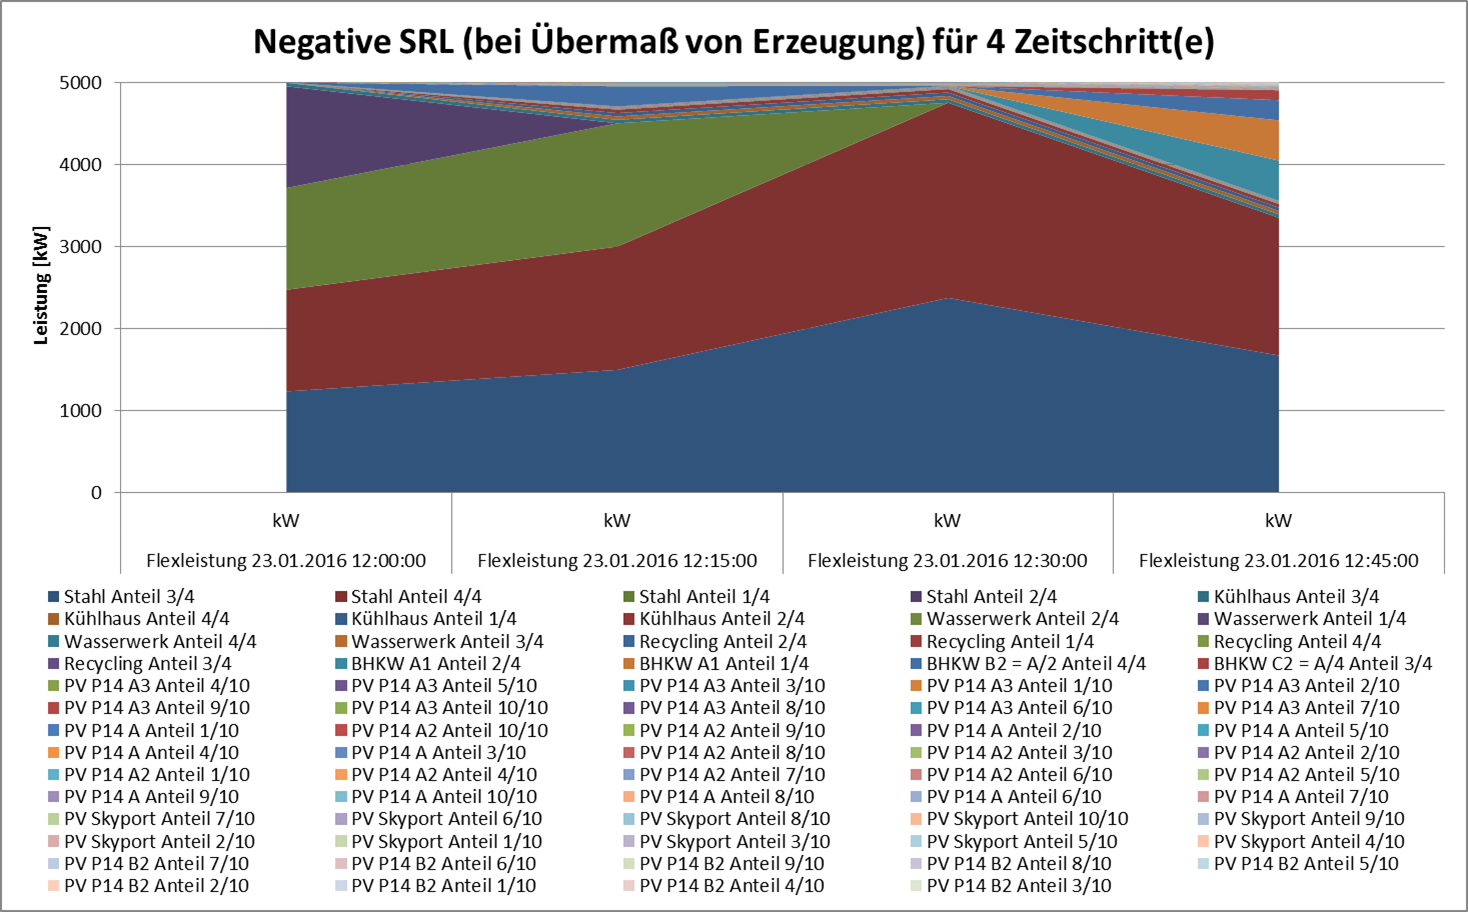 Negative SRL (bei Übermaß von Erzeugung) für 4 Zeitschritt(e)
Leistung [kW]
5000
4000
3000
2000
1000
0
kW kW kW kW
Flexleistung 23.01.2016 12:00:00 Flexleistung 23.01.2016 12:15:00 Flexleistung 23.01.2016 12:30:00 Flexleistung 23.01.2016 12:45:00
Stahl Anteil 3/4 Stahl Anteil 4/4 Stahl Anteil 1/4 Stahl Anteil 2/4 Kühlhaus Anteil 3/4
Kühlhaus Anteil 4/4 Kühlhaus Anteil 1/4 Kühlhaus Anteil 2/4 Wasserwerk Anteil 2/4 Wasserwerk Anteil 1/4
Wasserwerk Anteil 4/4 Wasserwerk Anteil 3/4 Recycling Anteil 2/4 Recycling Anteil 1/4 Recycling Anteil 4/4
Recycling Anteil 3/4 BHKW A1 Anteil 2/4 BHKW A1 Anteil 1/4 BHKW B2 = A/2 Anteil 4/4 BHKW C2 = A/4 Anteil 3/4
PV P14 A3 Anteil 4/10 PV P14 A3 Anteil 5/10 PV P14 A3 Anteil 3/10 PV P14 A3 Anteil 1/10 PV P14 A3 Anteil 2/10
PV P14 A3 Anteil 9/10 PV P14 A3 Anteil 10/10 PV P14 A3 Anteil 8/10 PV P14 A3 Anteil 6/10 PV P14 A3 Anteil 7/10
PV P14 A Anteil 1/10 PV P14 A2 Anteil 10/10 PV P14 A2 Anteil 9/10 PV P14 A Anteil 2/10 PV P14 A Anteil 5/10
PV P14 A Anteil 4/10 PV P14 A Anteil 3/10 PV P14 A2 Anteil 8/10 PV P14 A2 Anteil 3/10 PV P14 A2 Anteil 2/10
PV P14 A2 Anteil 1/10 PV P14 A2 Anteil 4/10 PV P14 A2 Anteil 7/10 PV P14 A2 Anteil 6/10 PV P14 A2 Anteil 5/10
PV P14 A Anteil 9/10 PV P14 A Anteil 10/10 PV P14 A Anteil 8/10 PV P14 A Anteil 6/10 PV P14 A Anteil 7/10
PV Skyport Anteil 7/10 PV Skyport Anteil 6/10 PV Skyport Anteil 8/10 PV Skyport Anteil 10/10 PV Skyport Anteil 9/10
PV Skyport Anteil 2/10 PV Skyport Anteil 1/10 PV Skyport Anteil 3/10 PV Skyport Anteil 5/10 PV Skyport Anteil 4/10
PV P14 B2 Anteil 7/10 PV P14 B2 Anteil 6/10 PV P14 B2 Anteil 9/10 PV P14 B2 Anteil 8/10 PV P14 B2 Anteil 5/10
PV P14 B2 Anteil 2/10 PV P14 B2 Anteil 1/10 PV P14 B2 Anteil 4/10 PV P14 B2 Anteil 3/10